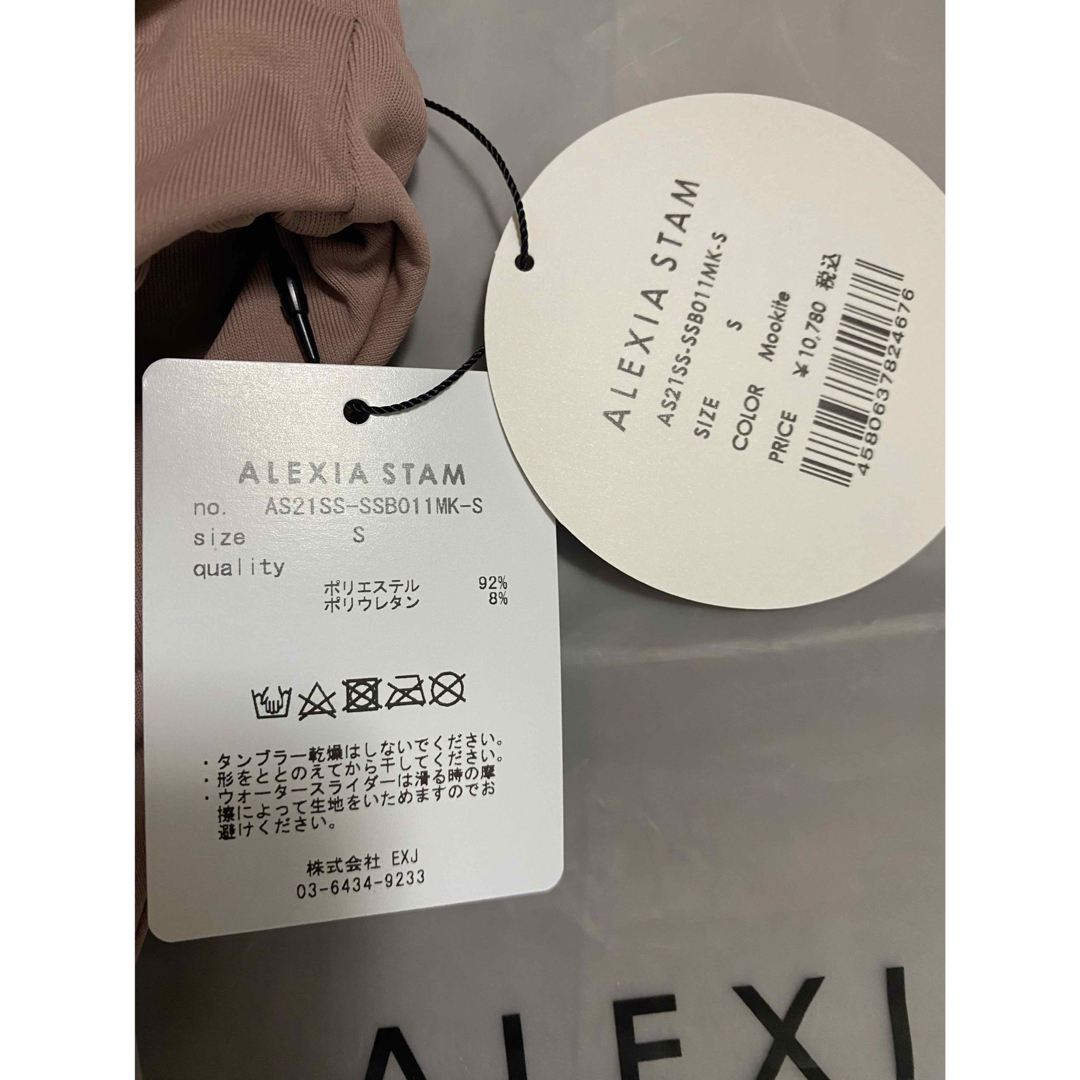 ALEXIA STAM
AS21SS-SSB011MK-S
SIZE S
COLOR Mookite
PRICE ¥10,780 税込
4580637824676
ALEXIA STAM
no. AS21SS-SSB011MK-S
size S
quality
ポリエステル 92%
ポリウレタン 8%
・タンブラー乾燥はしないでください。
・形をととのえてから干してください。
・ウォータースライダーは滑る時の摩
擦によって生地をいためますのでお
避けください。
株式会社 EXJ
03-6434-9233
ALEXI